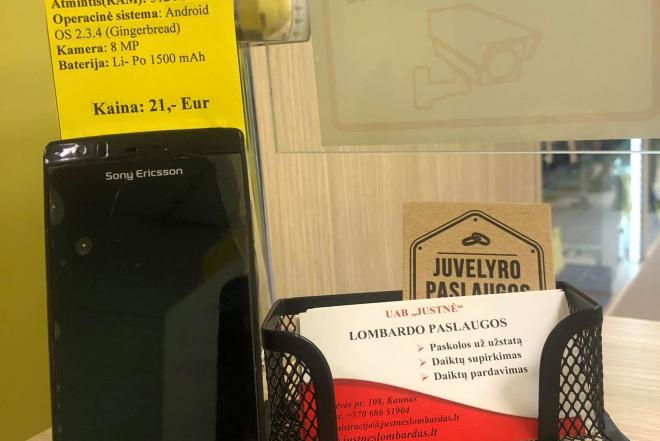 Operacinė sistema: Android
OS 2.3.4 (Gingerbread)
Kamera: 8 MP
Baterija: Li- Po 1500 mAh
Kaina: 21,- Eur
Sony Ericsson
JUVELYRO
PASLAUGOS
UAB „JUSTNĖ“
LOMBARDO PASLAUGOS
Paskolos už užstatą
Daiktų supirkimas
Daiktų pardavimas
pr. 108, Kaunas
+370 686 51904
justneslombardas.lt